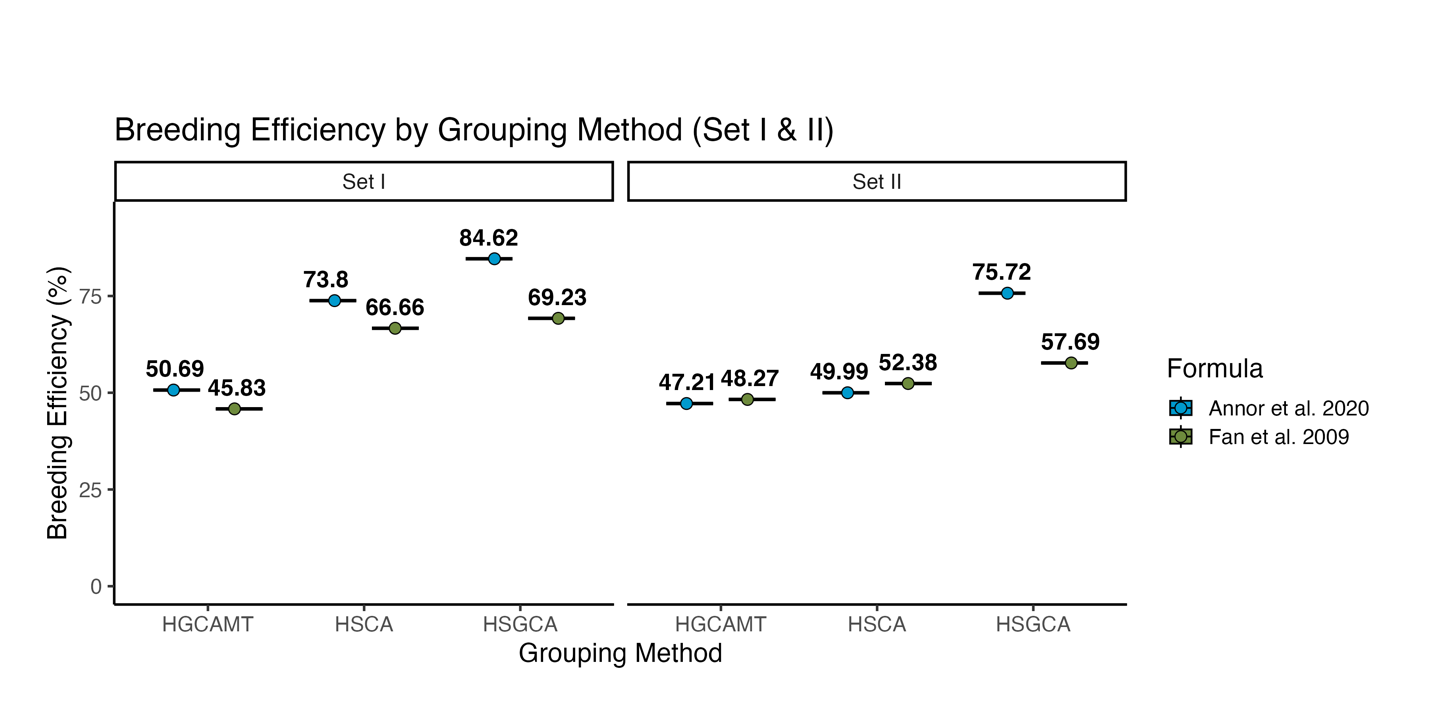 Breeding Efficiency by Grouping Method (Set I & II)
Set I
Set II
Breeding Efficiency (%)
75
50
25
0
50.69
45.83
73.8
66.66
84.62
69.23
47.21
48.27
49.99
52.38
75.72
57.69
HGCAMT
HSCA
HSGCA
HGCAMT
HSCA
HSGCA
Grouping Method
Formula
Annor et al. 2020
Fan et al. 2009